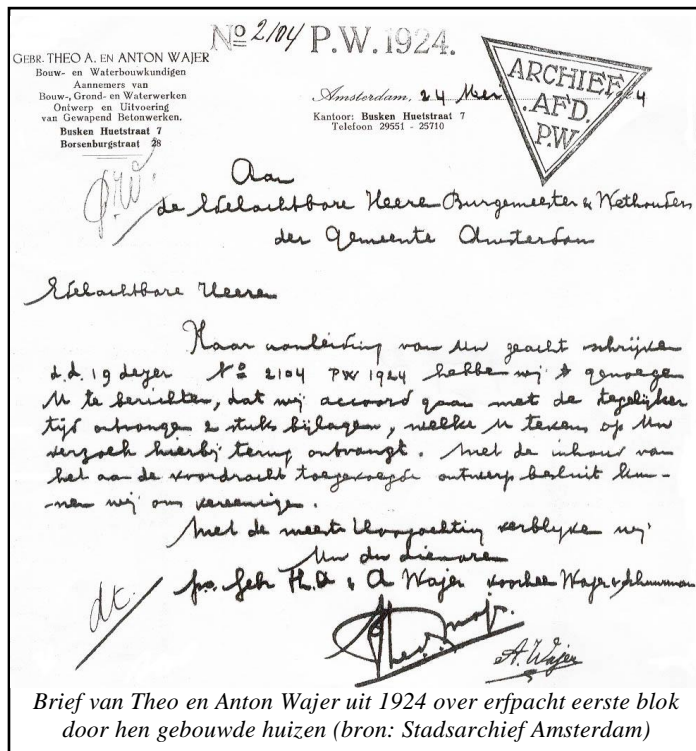 No 2104 P.W. 1924.
GEBR. THEO A. EN ANTON WAJER
Bouw- en Waterbouwkundigen
Aannemers van
Bouw-, Grond- en Waterwerken
Ontwerp en Uitvoering
van Gewapend Betonwerken.
Busken Huetstraat 7
Borsenburgstraat 28
Amsterdam, 24 Mei 24
Kantoor: Busken Huetstraat 7
Telefoon 29551 - 25710
ARCHIEF
AFD.
P.W.
P.W.
Aan
de Edelachtbare Heeren Burgemeester & Wethouders
der Gemeente Amsterdam
Edelachtbare Heeren
Naar aanleiding van Uw geacht schrijven
d.d. 19 dezer No 2104 PW 1924 hebben wij 't genoegen
U te berichten, dat wij accoord gaan met de tegelijker
tijd ontvangen 2 stuks bijlagen, welke U tevens op Uw
verzoek hierbij terug ontvangt. Met de inhoud van
het aan de voordracht toegevoegde ontwerp besluit kun-
nen wij ons vereenigen.
Met de meeste Hoogachting verblijven wij
Uw dw dienaren
Gebr Th. A & A Wajer voorheen Wajer & Schuurman
dt.
A. Wajer
Brief van Theo en Anton Wajer uit 1924 over erfpacht eerste blok
door hen gebouwde huizen (bron: Stadsarchief Amsterdam)